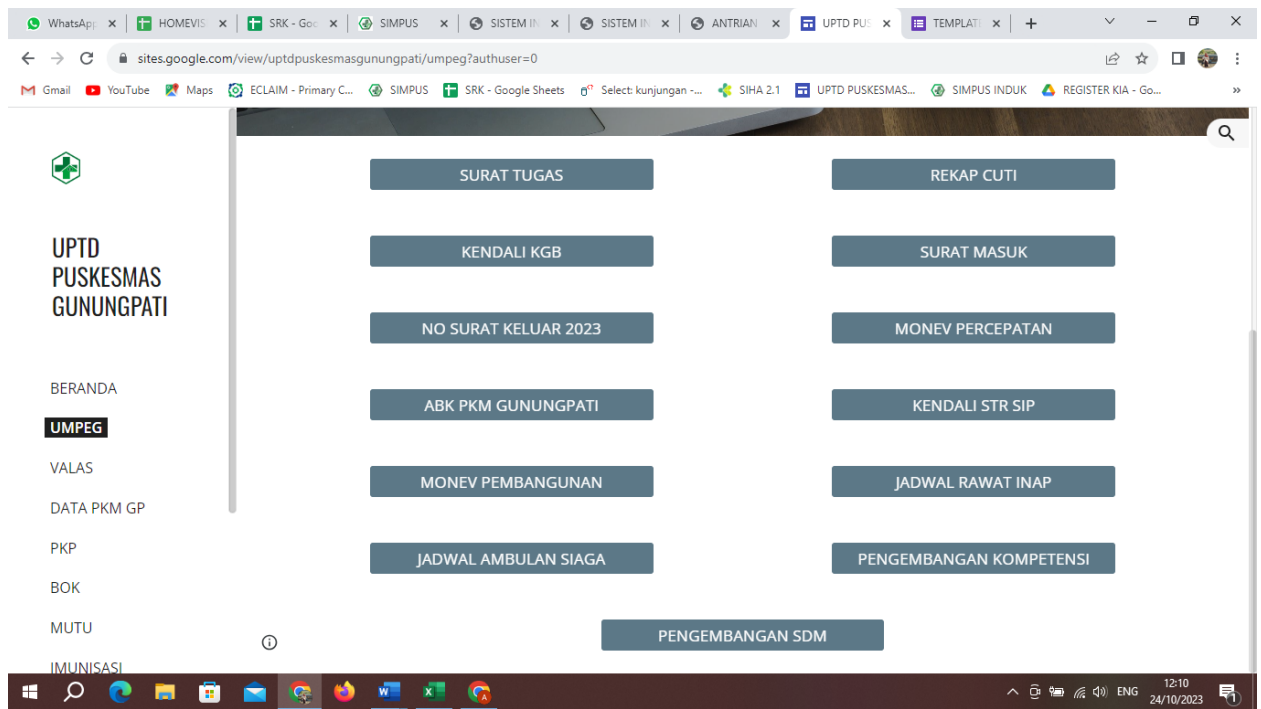 WhatsApp
HOMEVIS
SRK - Goo
SIMPUS
SISTEM IN
SISTEM IN
ANTRIAN
UPTD PUS
TEMPLATE
sites.google.com/view/uptdpuskesmasgunungpati/umpeg?authuser=0
Gmail
YouTube
Maps
ECLAIM - Primary C...
SIMPUS
SRK - Google Sheets
Select: kunjungan -...
SIHA 2.1
UPTD PUSKESMAS...
SIMPUS INDUK
REGISTER KIA - Go...
UPTD
PUSKESMAS
GUNUNGPATI
BERANDA
UMPEG
VALAS
DATA PKM GP
PKP
BOK
MUTU
IMUNISASI
SURAT TUGAS
REKAP CUTI
KENDALI KGB
SURAT MASUK
NO SURAT KELUAR 2023
MONEV PERCEPATAN
ABK PKM GUNUNGPATI
KENDALI STR SIP
MONEV PEMBANGUNAN
JADWAL RAWAT INAP
JADWAL AMBULAN SIAGA
PENGEMBANGAN KOMPETENSI
PENGEMBANGAN SDM
ENG
12:10
24/10/2023